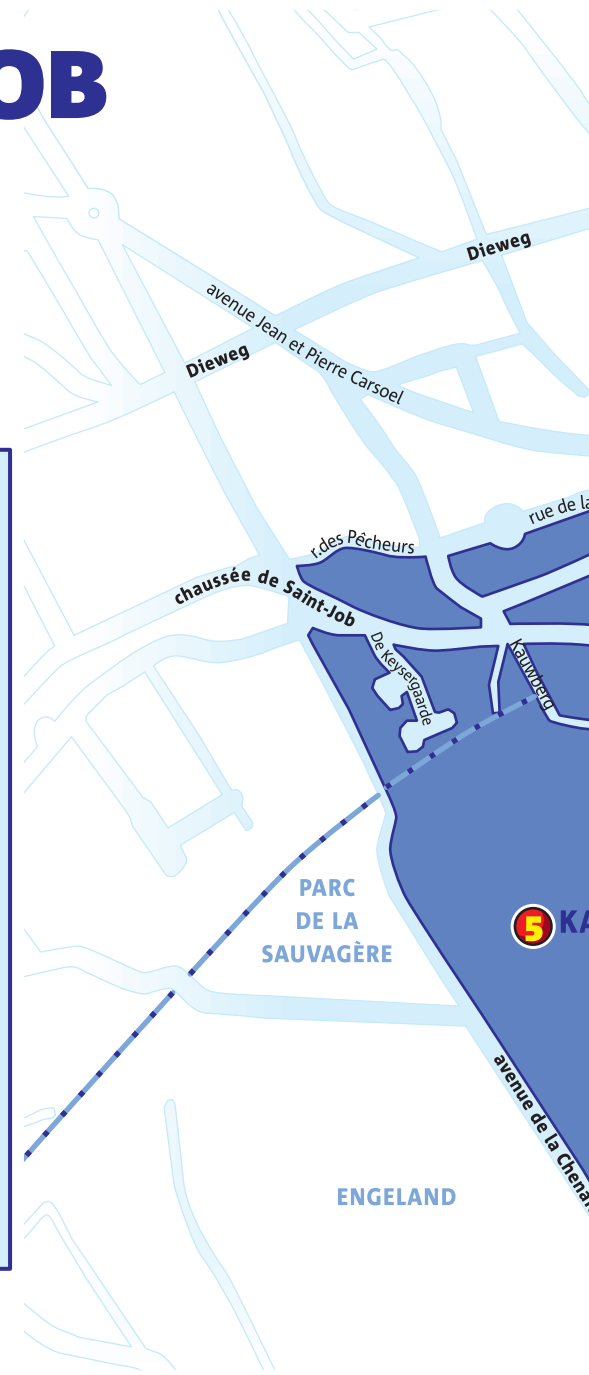 OB
Dieweg
avenue Jean et Pierre Carsoel
Dieweg
rue de la
r.des Pêcheurs
chaussée de Saint-Job
De Keysergaarde
Kauwberg
PARC
DE LA
SAUVAGÈRE
5 KA
avenue de la Chena
ENGELAND